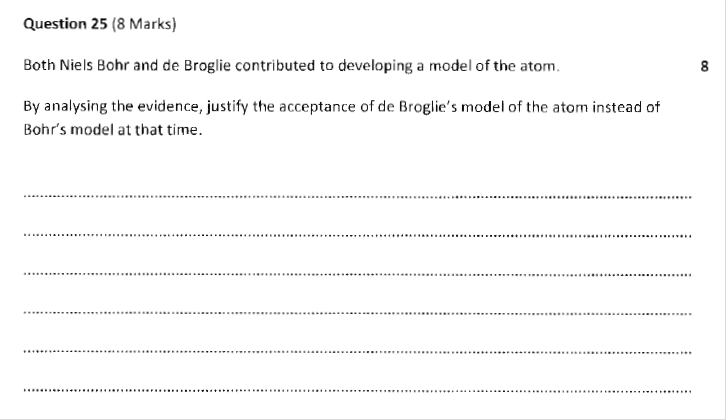 Question 25 (8 Marks)
Both Niels Bohr and de Broglie contributed to developing a model of the atom. 8
By analysing the evidence, justify the acceptance of de Broglie's model of the atom instead of
Bohr's model at that time.